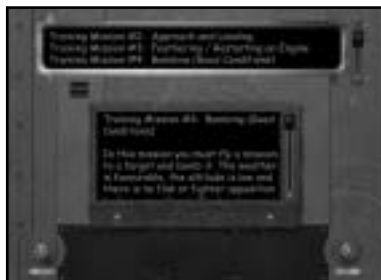 Training Mission #2: Approach and Landing
Training Mission #3: Feathering / Restarting an Engine
Training Mission #4: Bombing (Good Conditions)
Training Mission #4: Bombing (Good
Conditions)
In this mission you must fly a mission
to a target and bomb it. The weather
is favourable, the altitude is low and
there is no flak or fighter opposition